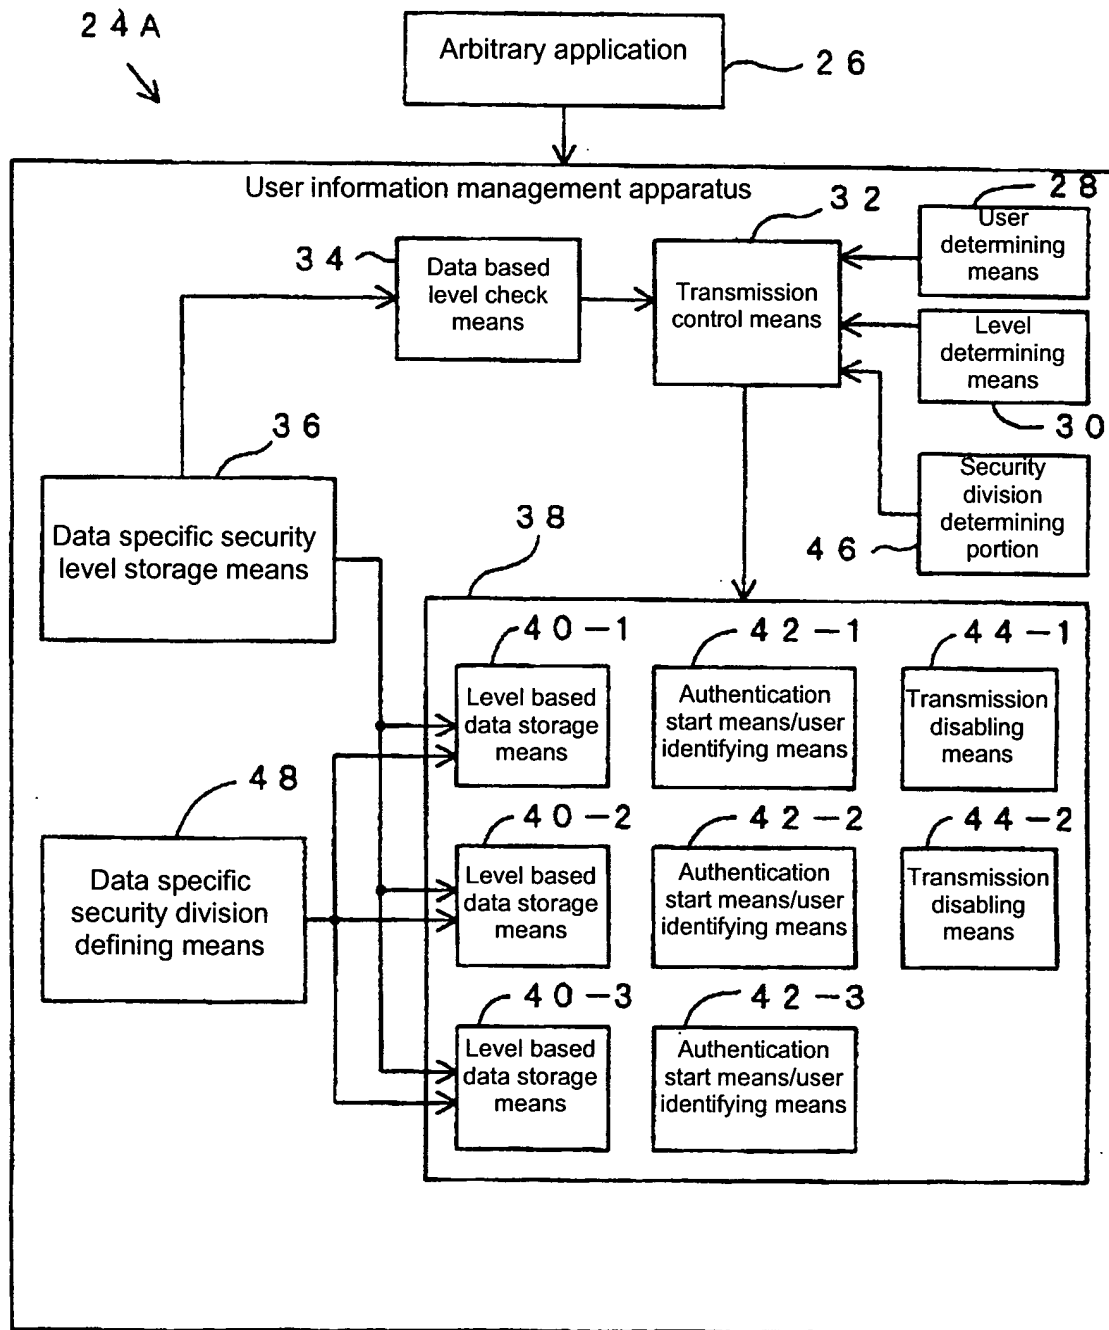 24A
Arbitrary application
26
User information management apparatus
32
28
User
determining
means
34
Data based
level check
means
Transmission
control means
Level
determining
means
30
36
Data specific security
level storage means
Security
division
determining
portion
46
38
40-1
42-1
44-1
Level based
data storage
means
Authentication
start means/user
identifying means
Transmission
disabling
means
48
Data specific
security division
defining means
40-2
42-2
44-2
Level based
data storage
means
Authentication
start means/user
identifying means
Transmission
disabling
means
40-3
42-3
Level based
data storage
means
Authentication
start means/user
identifying means